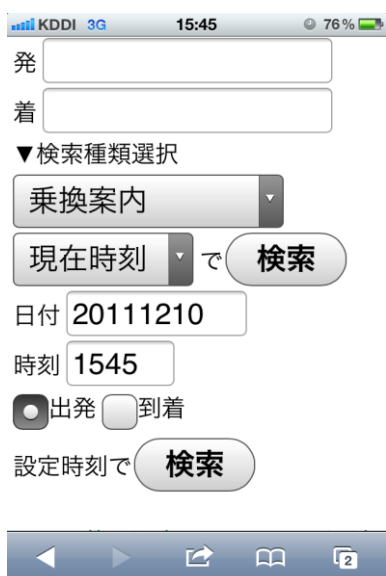 KDDI 3G 15:45 76%
発
着
▼検索種類選択
乗換案内
現在時刻 で 検索
日付 20111210
時刻 1545
出発 到着
設定時刻で 検索
2